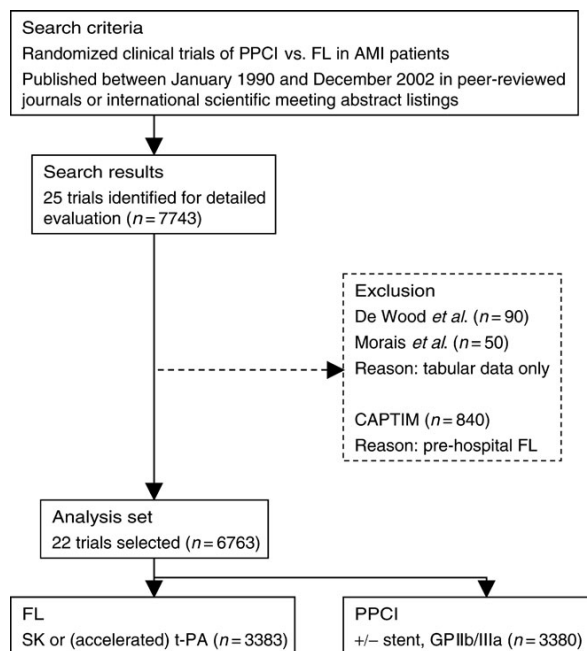 Search criteria
Randomized clinical trials of PPCI vs. FL in AMI patients
Published between January 1990 and December 2002 in peer-reviewed
journals or international scientific meeting abstract listings
Search results
25 trials identified for detailed
evaluation (n=7743)
Exclusion
De Wood et al. (n=90)
Morais et al. (n=50)
Reason: tabular data only
CAPTIM (n=840)
Reason: pre-hospital FL
Analysis set
22 trials selected (n=6763)
FL
SK or (accelerated) t-PA (n=3383)
PPCI
+/− stent, GPIIb/IIIa (n=3380)